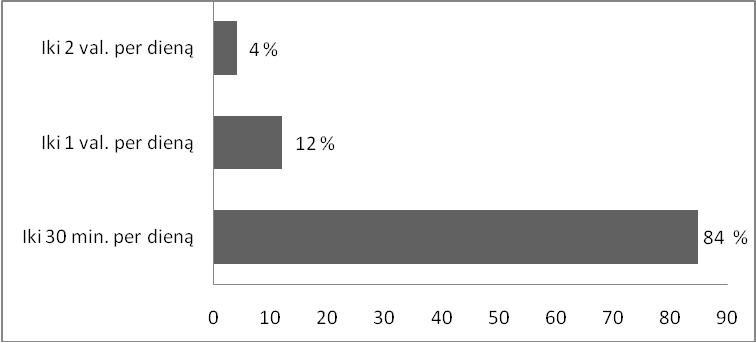 Iki 2 val. per dieną 4 %
Iki 1 val. per dieną 12 %
Iki 30 min. per dieną 84 %
0 10 20 30 40 50 60 70 80 90